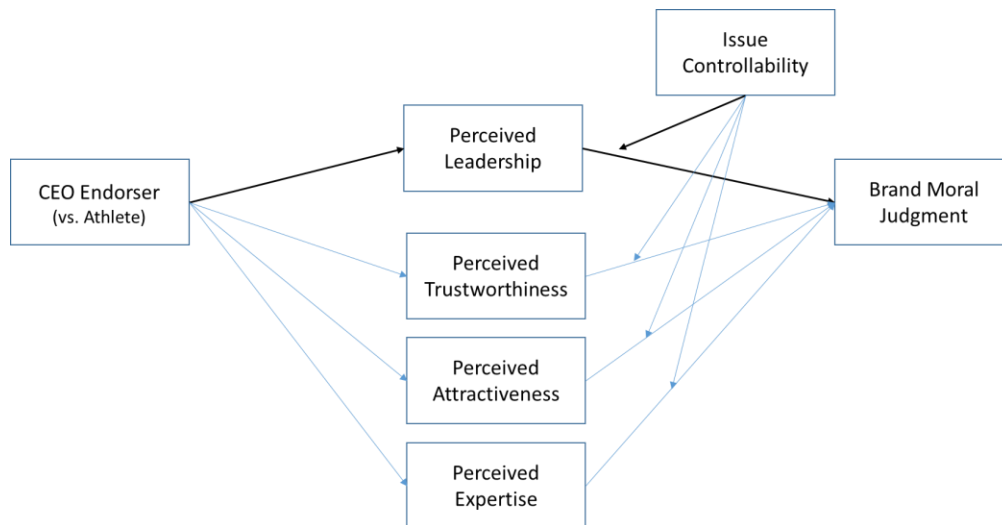 Issue
Controllability
Perceived
Leadership
CEO Endorser
(vs. Athlete)
Brand Moral
Judgment
Perceived
Trustworthiness
Perceived
Attractiveness
Perceived
Expertise